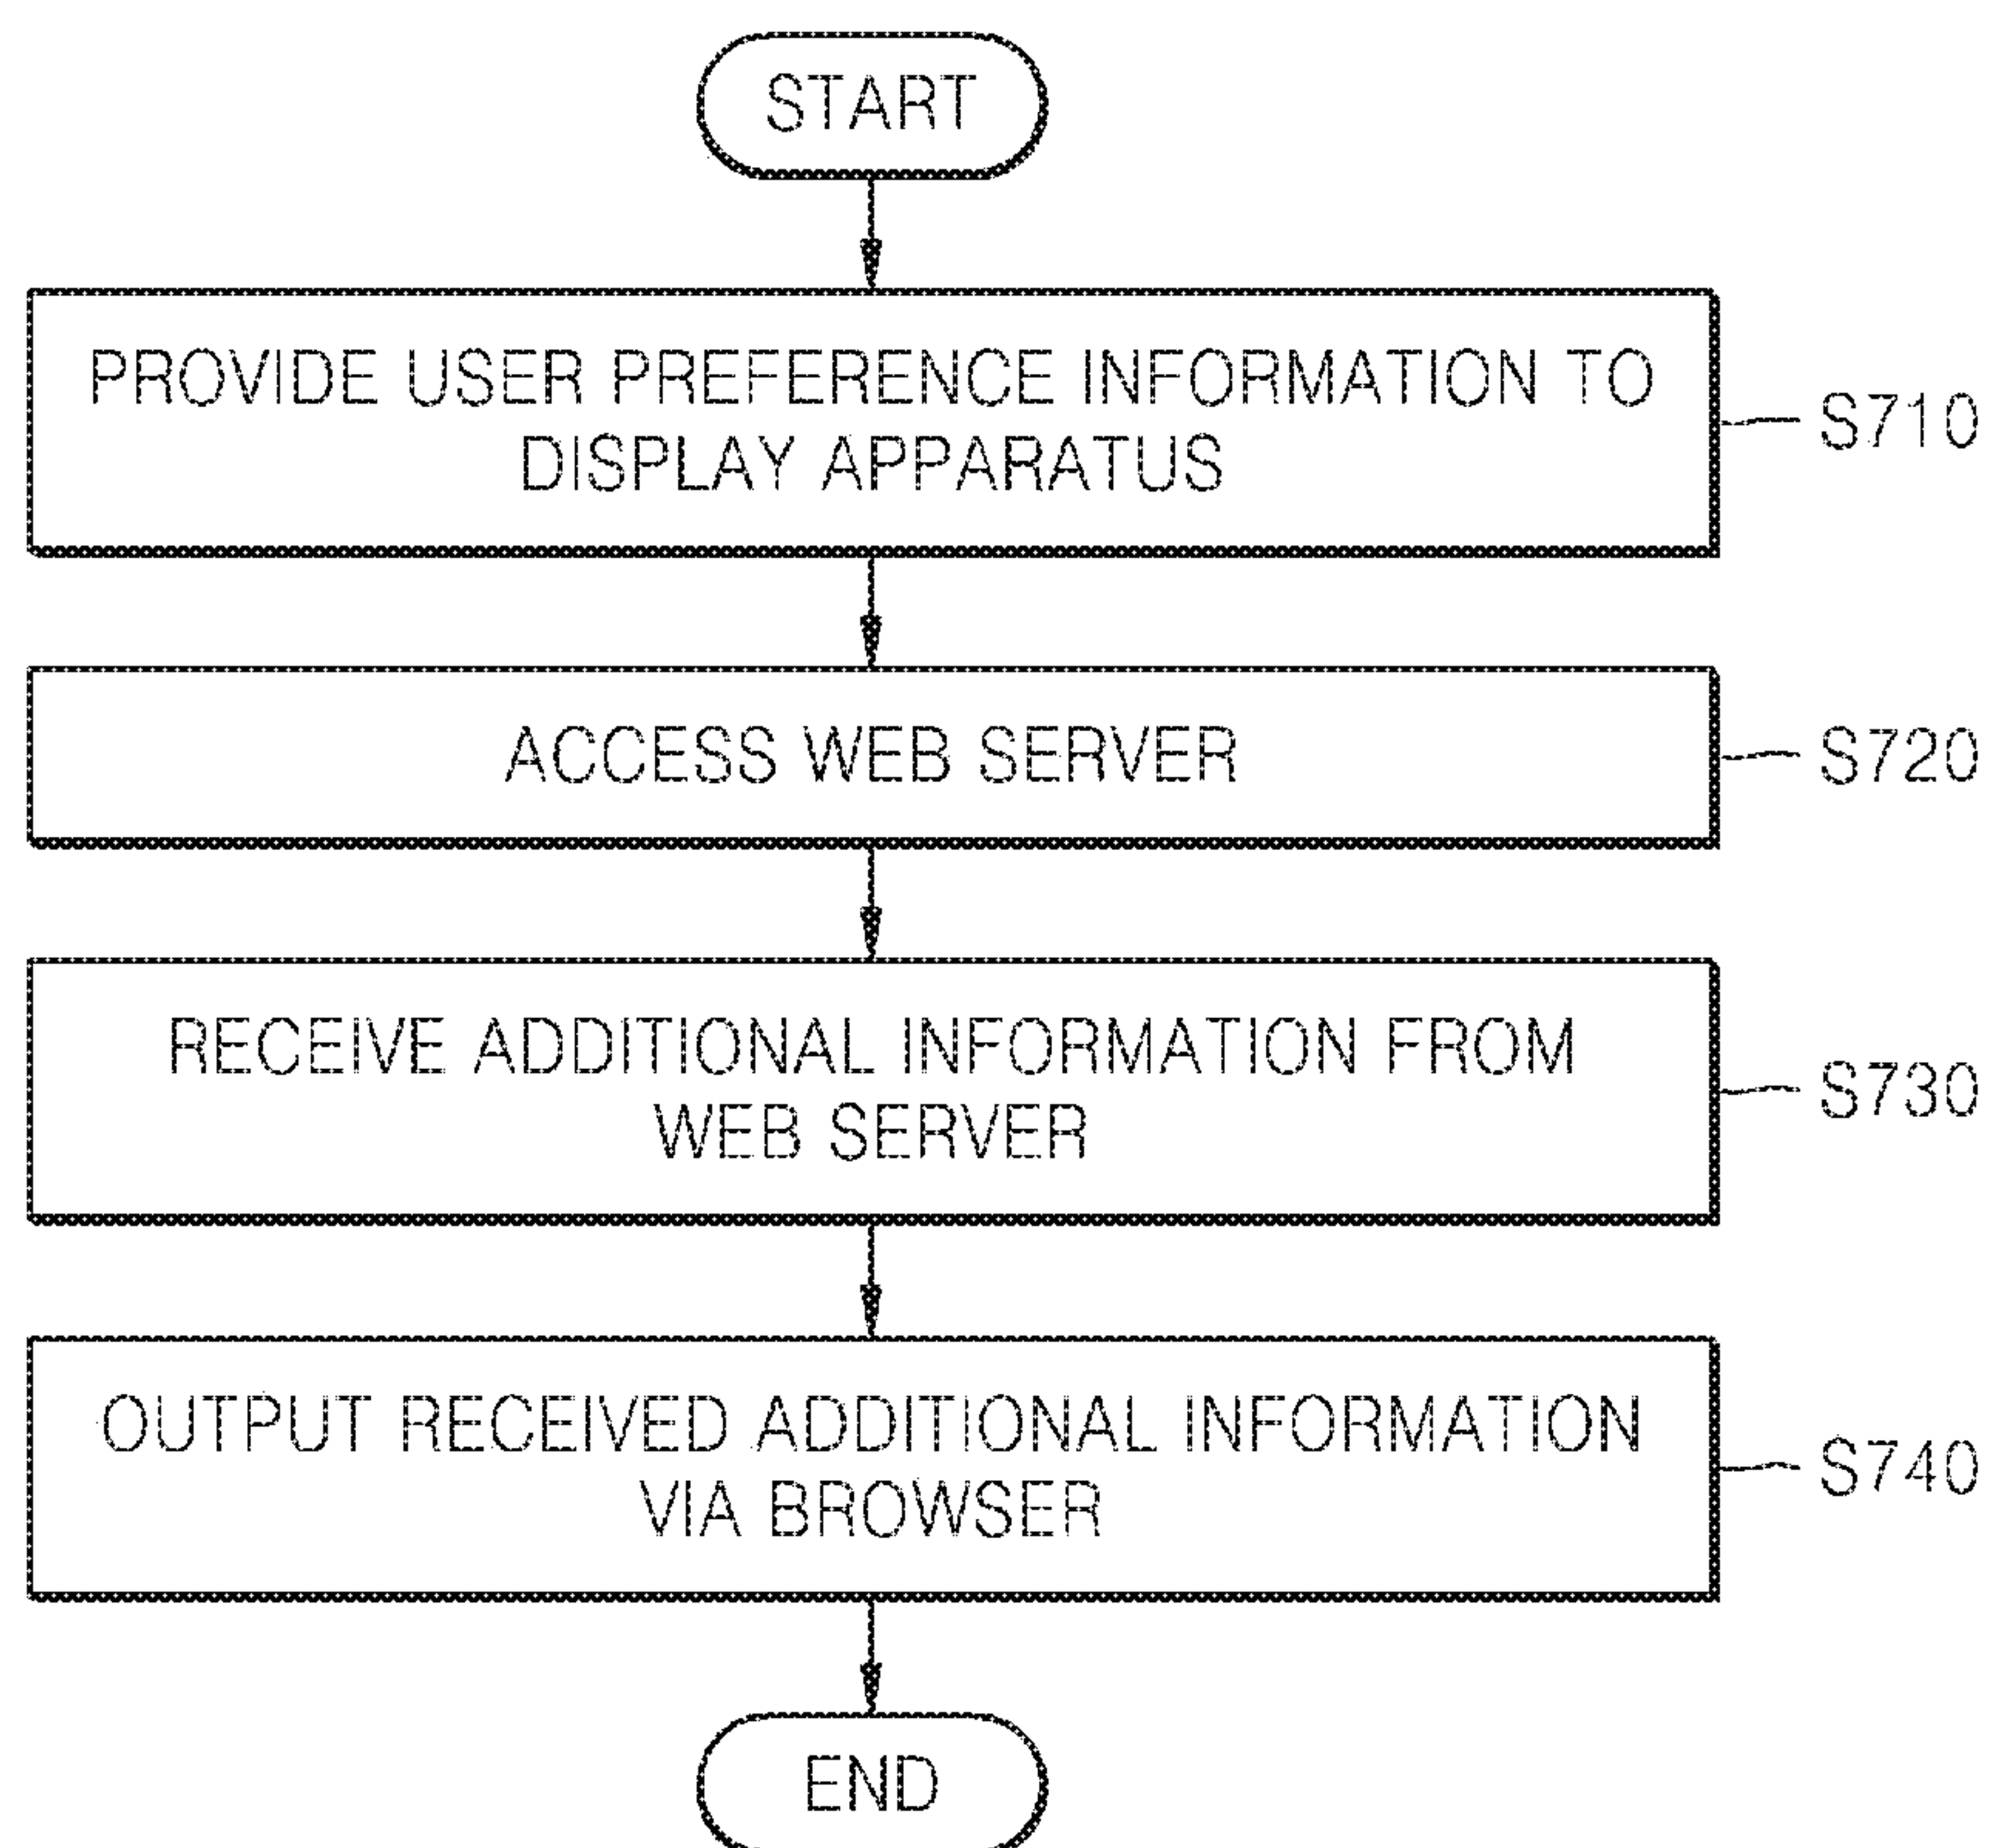 START
PROVIDE USER PREFERENCE INFORMATION TO
DISPLAY APPARATUS
S710
ACCESS WEB SERVER
S720
RECEIVE ADDITIONAL INFORMATION FROM
WEB SERVER
S730
OUTPUT RECEIVED ADDITIONAL INFORMATION
VIA BROWSER
S740
END